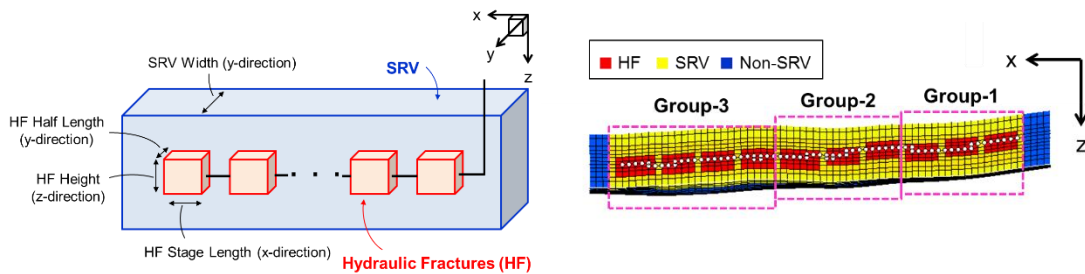 x
y
z
SRV Width (y-direction)
SRV
HF Half Length
(y-direction)
HF Height
(z-direction)
HF Stage Length (x-direction)
Hydraulic Fractures (HF)
HF SRV Non-SRV
x
z
Group-3
Group-2
Group-1